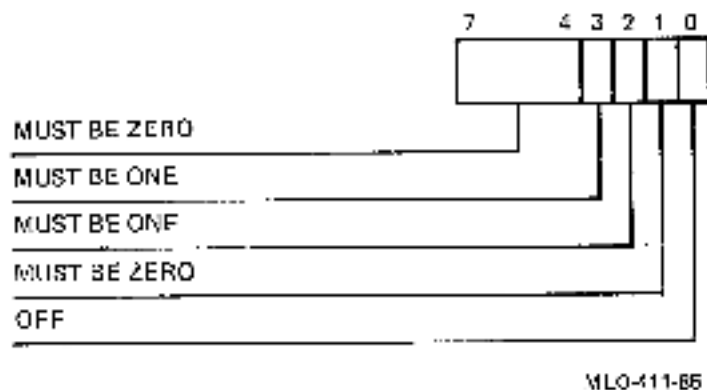 7 4 3 2 1 0
MUST BE ZERO
MUST BE ONE
MUST BE ONE
MUST BE ZERO
OFF
MLO-411-85